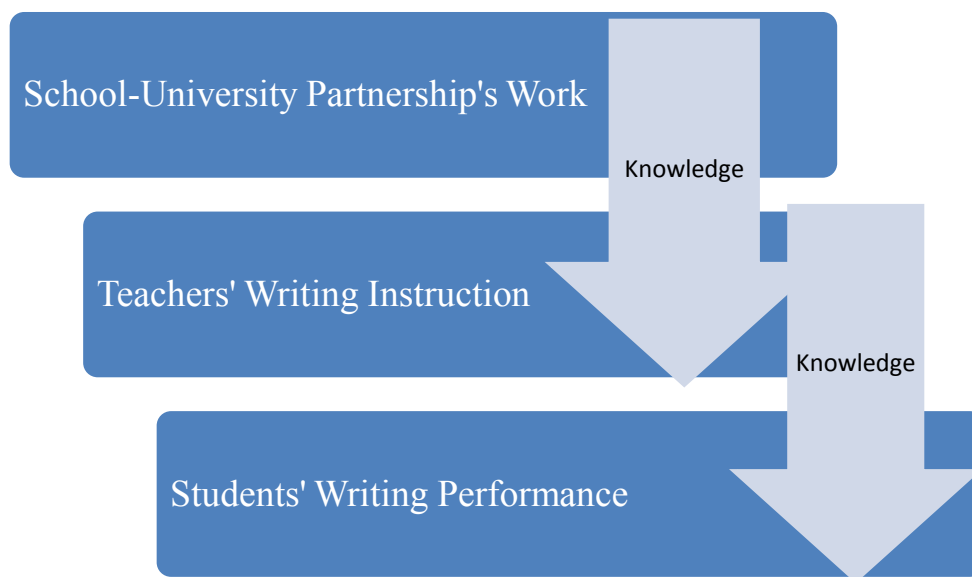 School-University Partnership's Work
Knowledge
Teachers' Writing Instruction
Knowledge
Students' Writing Performance